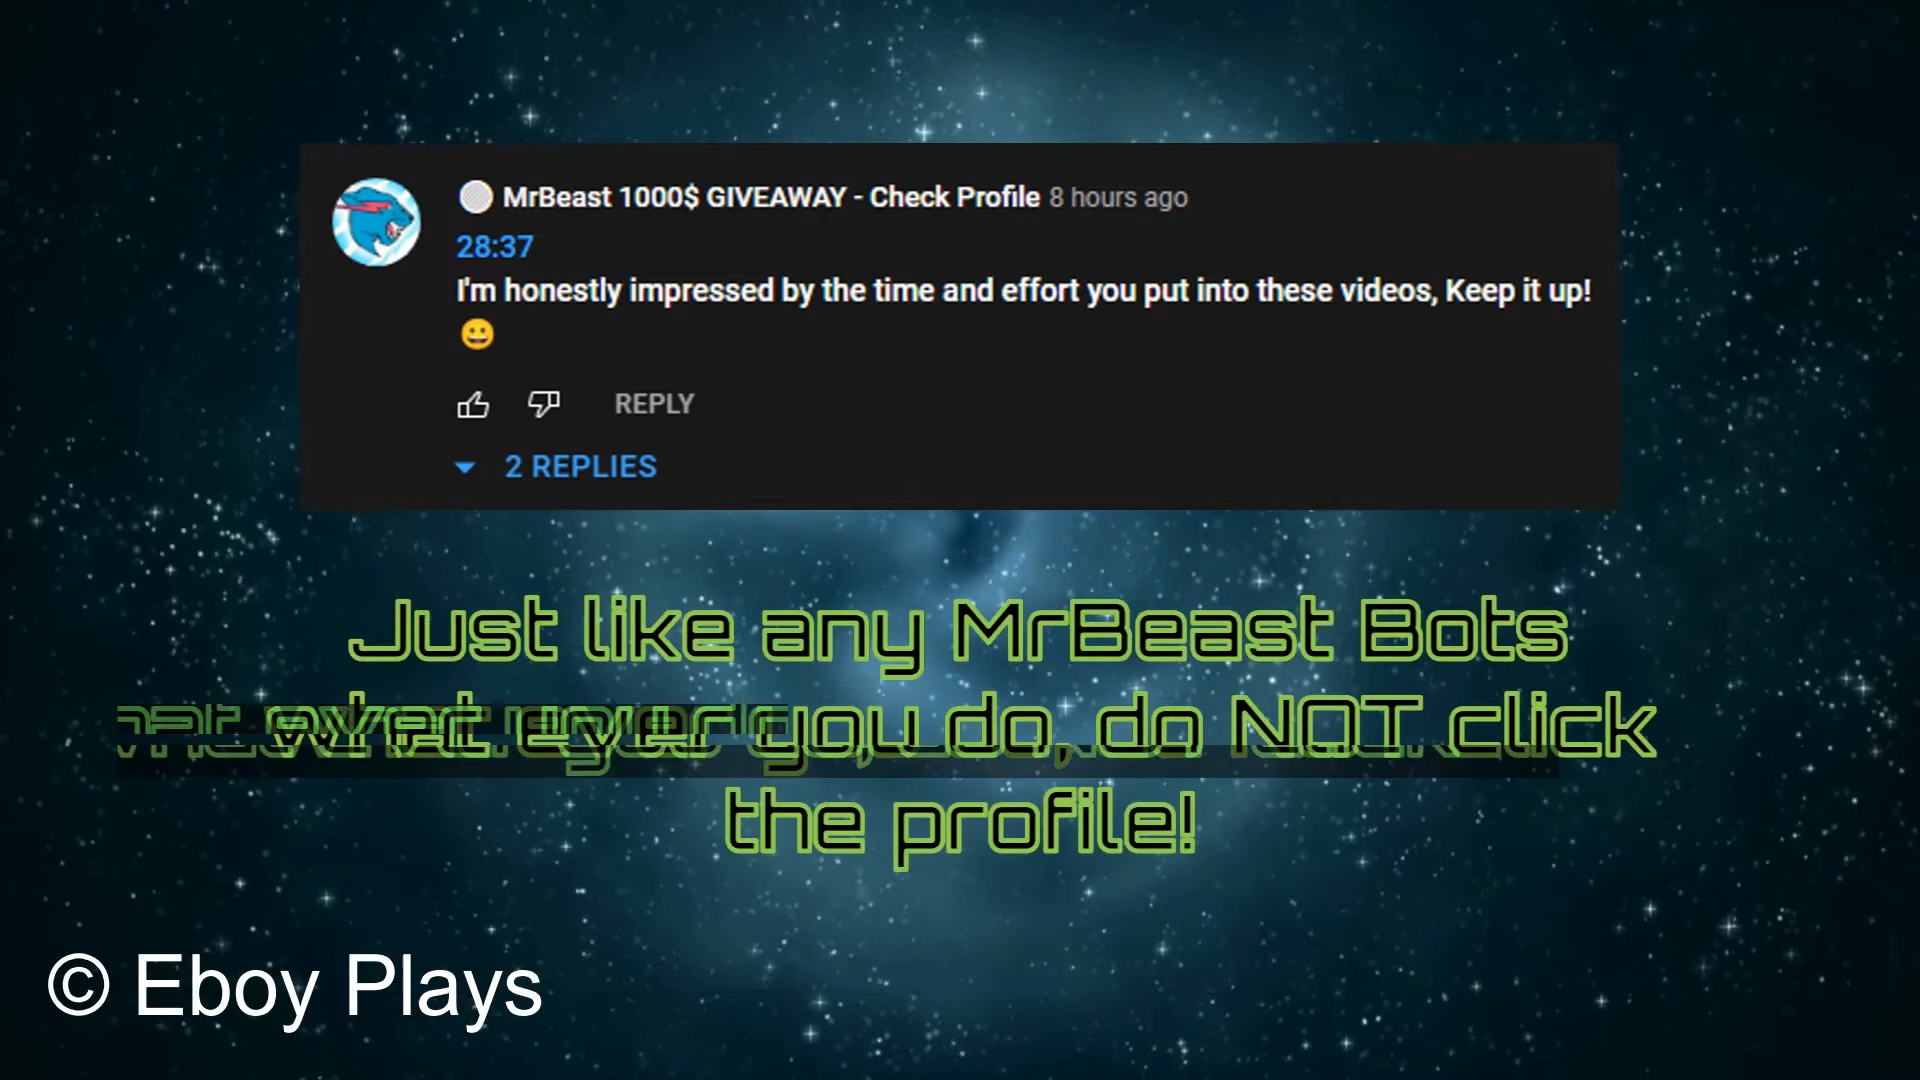 MrBeast 1000$ GIVEAWAY - Check Profile 8 hours ago
28:37
I'm honestly impressed by the time and effort you put into these videos, Keep it up!
😀
REPLY
2 REPLIES
Just like any MrBeast Bots
what ever you do, do NOT click
the profile!
© Eboy Plays